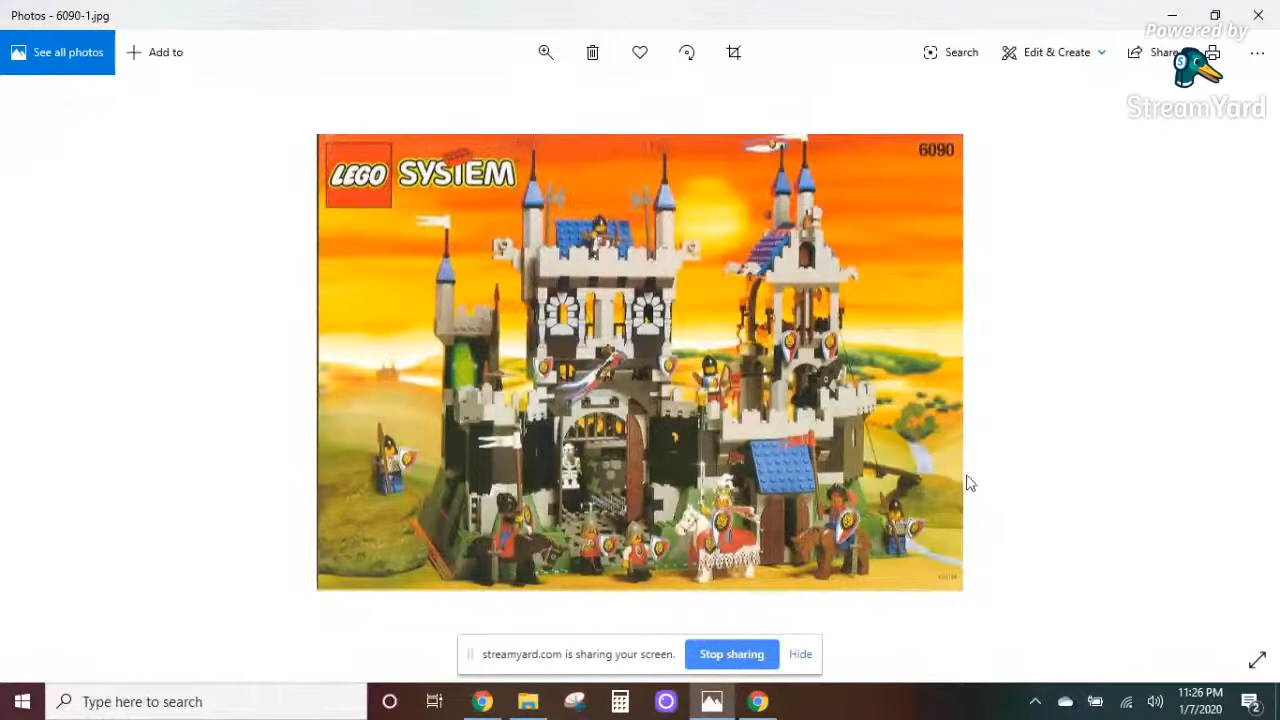 Photos - 6090-1.jpg
Powered by
See all photos
Add to
Search
Edit & Create
Share
StreamYard
LEGO SYSTEM
6090
streamyard.com is sharing your screen.
Stop sharing
Hide
Type here to search
11:26 PM
1/7/2020
2